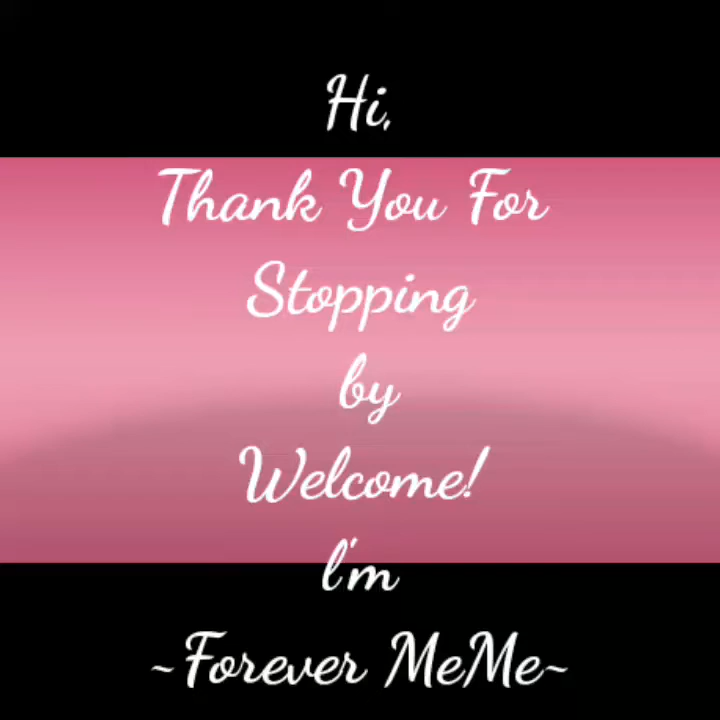 Hi,
Thank You For
Stopping
by
Welcome!
I'm
~Forever MeMe~